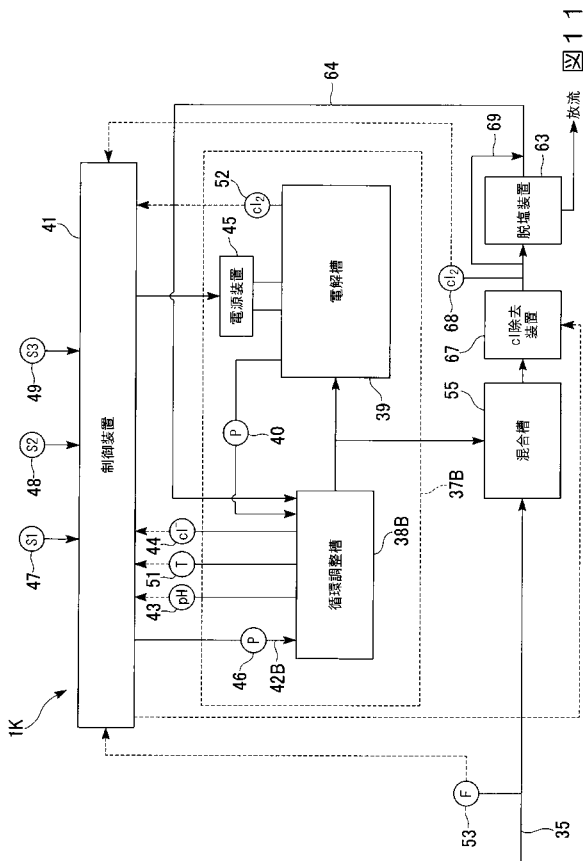 1K
47
S1
48
S2
49
S3
41
制御装置
46
P
42B
43
pH
51
T
44
cl⁻
40
P
45
電源装置
52
cl₂
64
循環調整槽
38B
電解槽
39
37B
53
F
35
混合槽
55
cl除去
装置
67
68
cl₂
69
脱塩装置
63
放流
図11